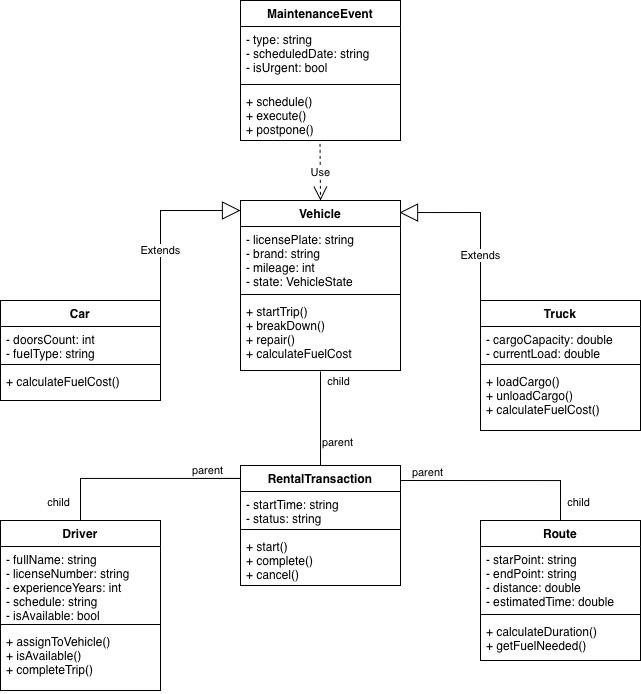 MaintenanceEvent
- type: string
- scheduledDate: string
- isUrgent: bool
+ schedule()
+ execute()
+ postpone()
Use
Vehicle
- licensePlate: string
- brand: string
- mileage: int
- state: VehicleState
+ startTrip()
+ breakDown()
+ repair()
+ calculateFuelCost
Extends
Extends
Car
- doorsCount: int
- fuelType: string
+ calculateFuelCost()
Truck
- cargoCapacity: double
- currentLoad: double
+ loadCargo()
+ unloadCargo()
+ calculateFuelCost()
child
parent
parent
RentalTransaction
- startTime: string
- status: string
+ start()
+ complete()
+ cancel()
parent
child
child
Driver
- fullName: string
- licenseNumber: string
- experienceYears: int
- schedule: string
- isAvailable: bool
+ assignToVehicle()
+ isAvailable()
+ completeTrip()
Route
- starPoint: string
- endPoint: string
- distance: double
- estimatedTime: double
+ calculateDuration()
+ getFuelNeeded()